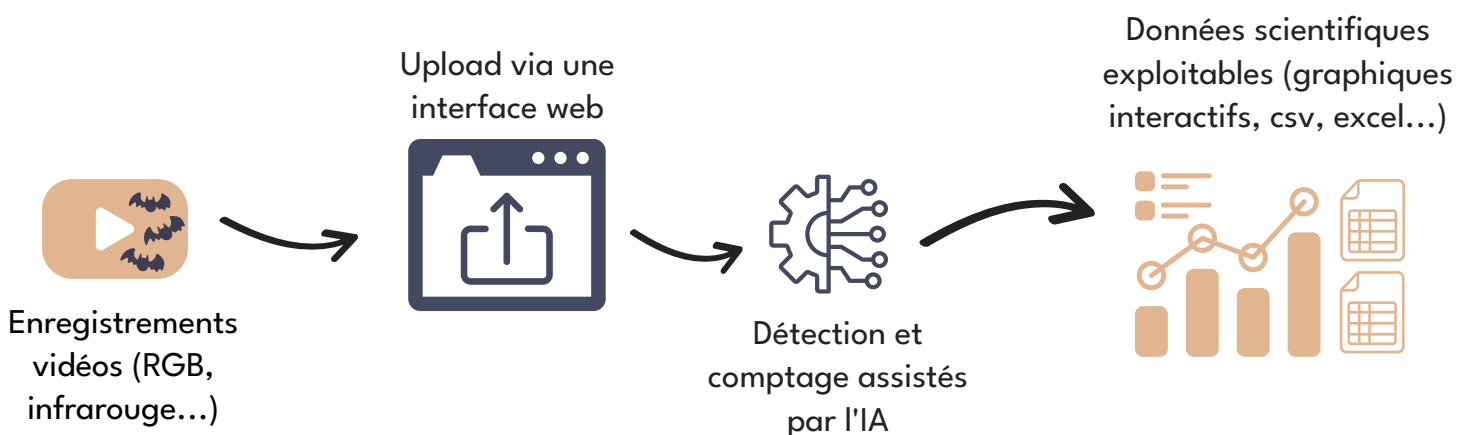 Enregistrements
vidéos (RGB,
infrarouge...)
Upload via une
interface web
Détection et
comptage assistés
par l'IA
Données scientifiques
exploitables (graphiques
interactifs, csv, excel...)